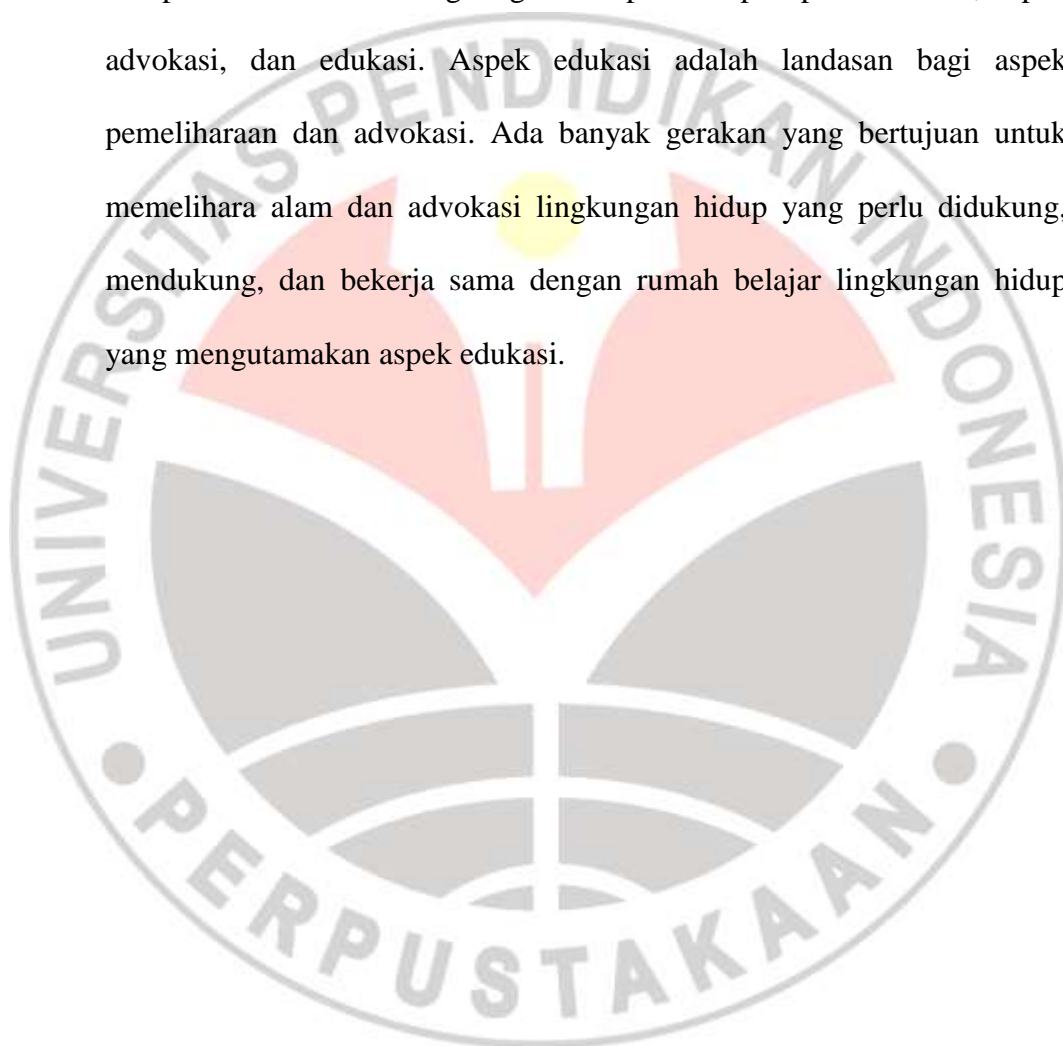 advokasi, dan edukasi. Aspek edukasi adalah landasan bagi aspek
pemeliharaan dan advokasi. Ada banyak gerakan yang bertujuan untuk
memelihara alam dan advokasi lingkungan hidup yang perlu didukung,
mendukung, dan bekerja sama dengan rumah belajar lingkungan hidup
yang mengutamakan aspek edukasi.
UNIVERSITAS PENDIDIKAN INDONESIA
PERPUSTAKAAN